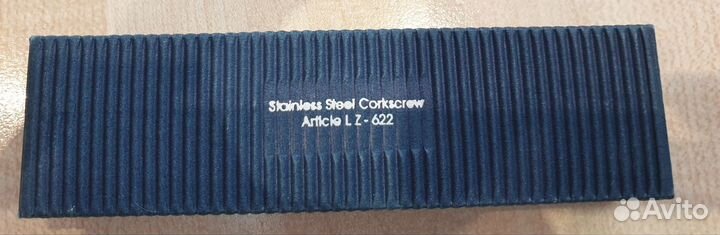 Stainless Steel Corkscrew
Article L Z - 622
Avito